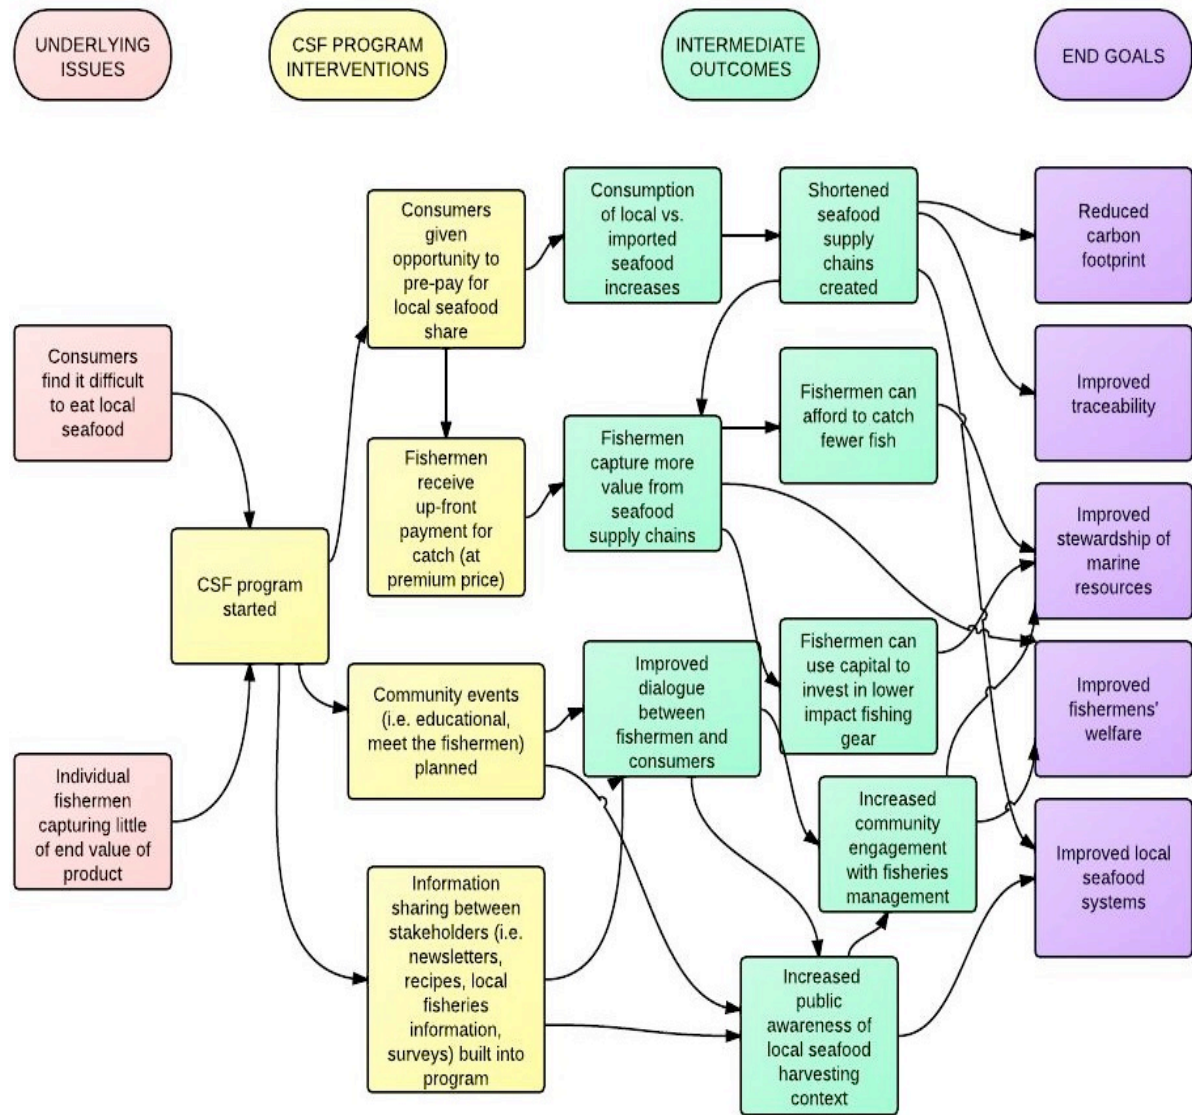 UNDERLYING
ISSUES
CSF PROGRAM
INTERVENTIONS
INTERMEDIATE
OUTCOMES
END GOALS
Consumers
find it difficult
to eat local
seafood
Individual
fishermen
capturing little
of end value of
product
CSF program
started
Consumers
given
opportunity to
pre-pay for
local seafood
share
Fishermen
receive
up-front
payment for
catch (at
premium price)
Community events
(i.e. educational,
meet the fishermen)
planned
Information
sharing between
stakeholders (i.e.
newsletters,
recipes, local
fisheries
information,
surveys) built into
program
Consumption
of local vs.
imported
seafood
increases
Shortened
seafood
supply
chains
created
Fishermen
capture more
value from
seafood
supply chains
Fishermen can
afford to catch
fewer fish
Fishermen can
use capital to
invest in lower
impact fishing
gear
Improved
dialogue
between
fishermen and
consumers
Increased
community
engagement
with fisheries
management
Increased
public
awareness of
local seafood
harvesting
context
Reduced
carbon
footprint
Improved
traceability
Improved
stewardship of
marine
resources
Improved
fishermens'
welfare
Improved local
seafood
systems